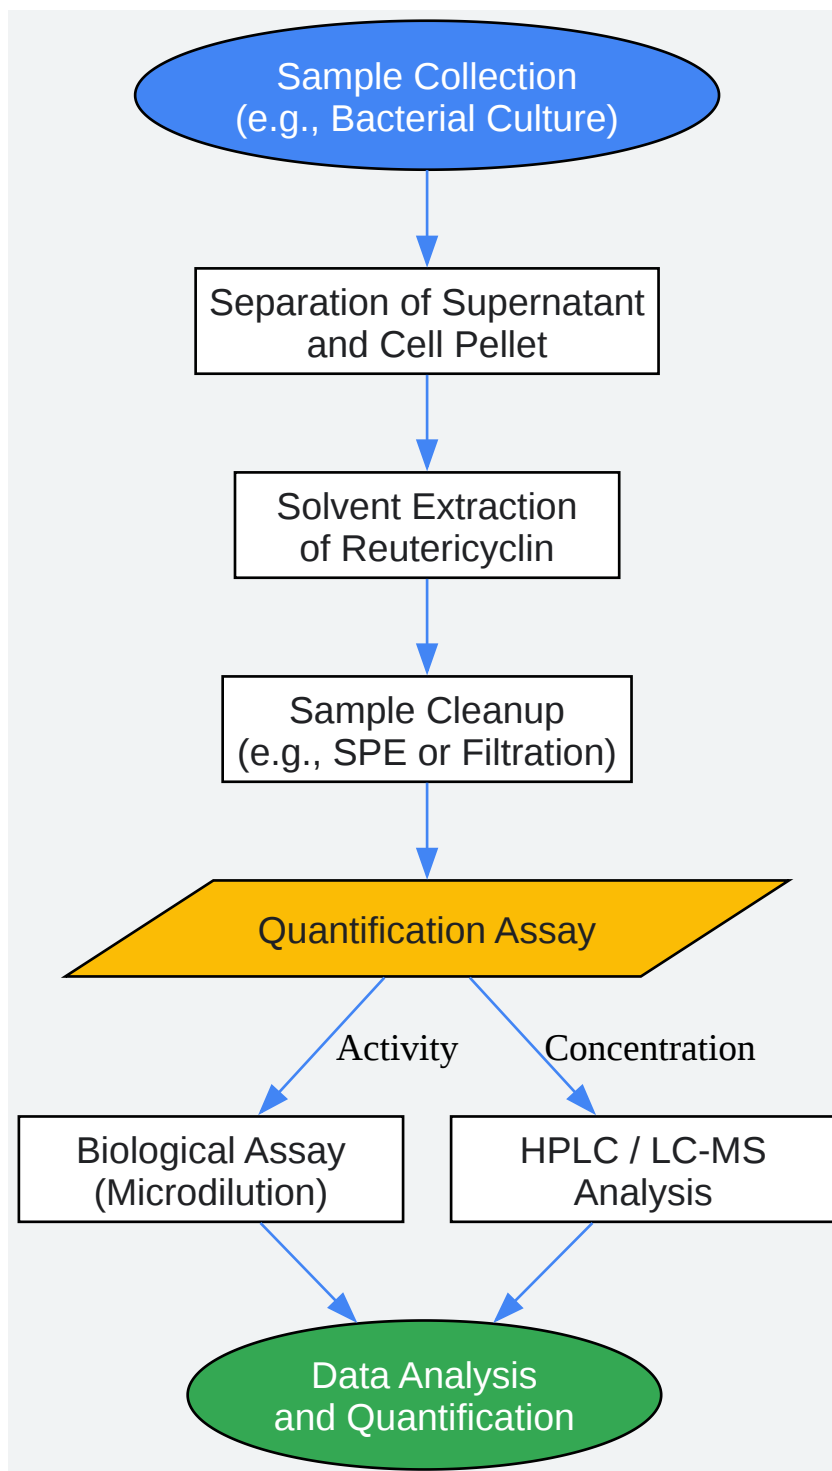 Sample Collection
(e.g., Bacterial Culture)
Separation of Supernatant
and Cell Pellet
Solvent Extraction
of Reutericyclin
Sample Cleanup
(e.g., SPE or Filtration)
Quantification Assay
Activity
Concentration
Biological Assay
(Microdilution)
HPLC / LC-MS
Analysis
Data Analysis
and Quantification